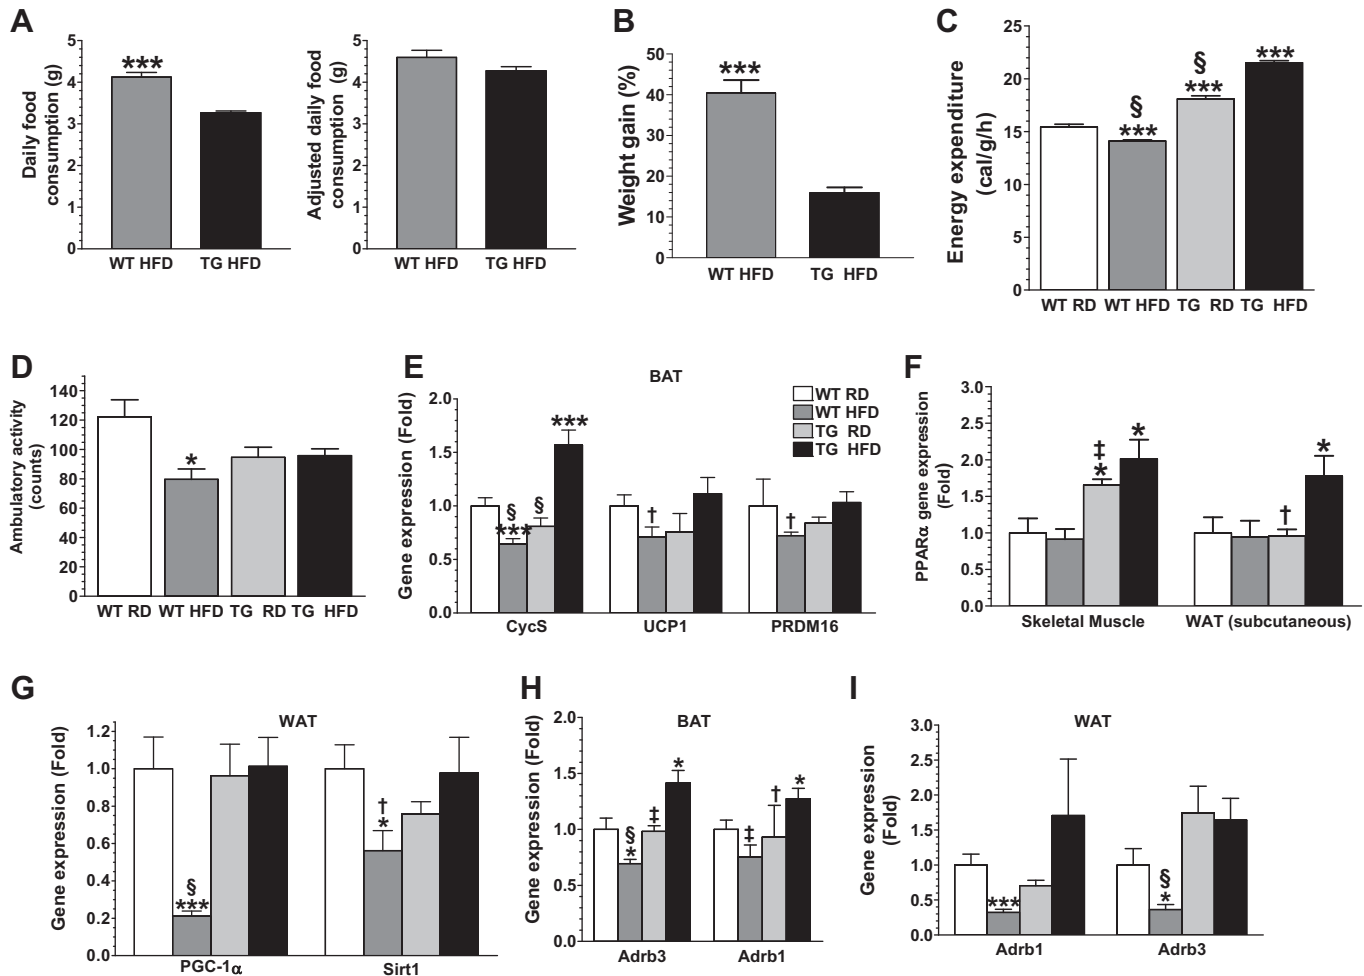 A
Daily food
consumption (g)
5
4
3
2
1
0
***
WT HFD
TG HFD
Adjusted daily food
consumption (g)
5
4
3
2
1
0
WT HFD
TG HFD
B
Weight gain (%)
50
40
30
20
10
0
***
WT HFD
TG HFD
C
Energy expenditure
(cal/g/h)
25
20
15
10
5
0
§
***
§
***
***
WT RD
WT HFD
TG RD
TG HFD
D
Ambulatory activity
(counts)
140
120
100
80
60
40
20
0
*
WT RD
WT HFD
TG RD
TG HFD
E
BAT
Gene expression (Fold)
2.0
1.5
1.0
0.5
0.0
§
***
§
***
†
†
WT RD
WT HFD
TG RD
TG HFD
CycS
UCP1
PRDM16
F
PPARα gene expression
(Fold)
3.0
2.5
2.0
1.5
1.0
0.5
0.0
‡
*
*
†
*
Skeletal Muscle
WAT (subcutaneous)
G
WAT
Gene expression (Fold)
1.2
1.0
0.8
0.6
0.4
0.2
0.0
§
***
†
*
PGC-1α
Sirt1
H
BAT
Gene expression (Fold)
2.0
1.5
1.0
0.5
0.0
§
*
‡
*
‡
†
*
Adrb3
Adrb1
I
WAT
Gene expression
(Fold)
3.0
2.5
2.0
1.5
1.0
0.5
0.0
***
§
*
Adrb1
Adrb3